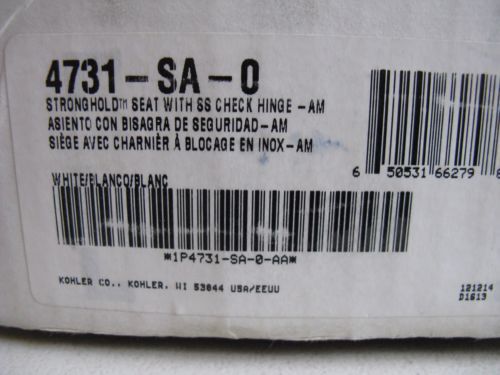 4731-SA-0
STRONGHOLD™ SEAT WITH SS CHECK HINGE-AM
ASIENTO CON BISAGRA DE SEGURIDAD-AM
SIÈGE AVEC CHARNIÈR À BLOCAGE EN INOX-AM
6 50531 66279 8
WHITE/BLANCO/BLANC
*1P4731-SA-0-AA*
KOHLER CO., KOHLER, WI 53044 USA/EEUU
121214
D1613